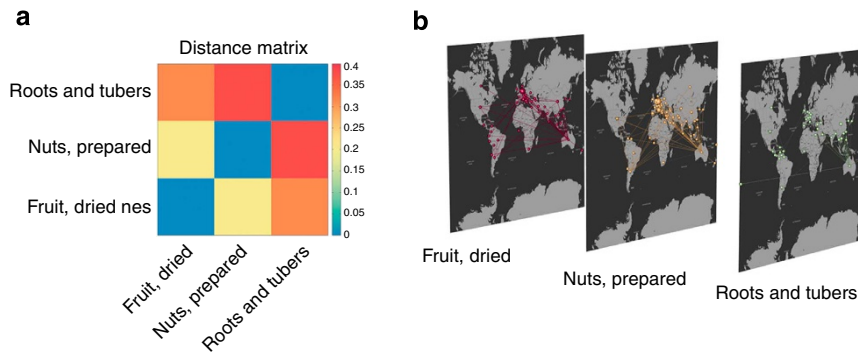 a
Distance matrix
Roots and tubers
Nuts, prepared
Fruit, dried nes
Fruit, dried
Nuts, prepared
Roots and tubers
0.4
0.35
0.3
0.25
0.2
0.15
0.1
0.05
0
b
Fruit, dried
Nuts, prepared
Roots and tubers